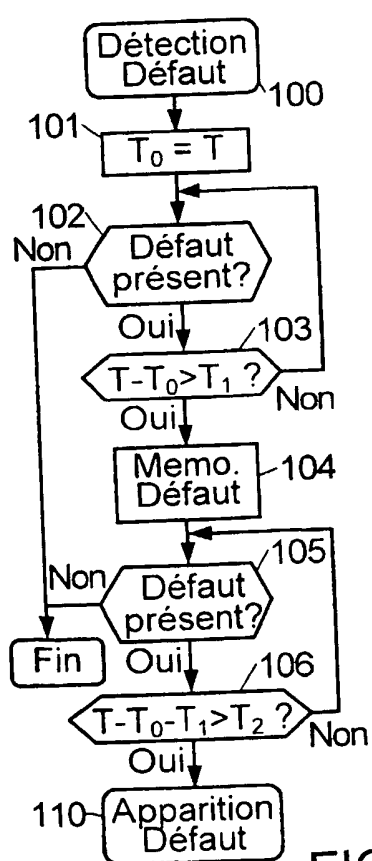 Détection
Défaut
100
101
T₀ = T
102
Non
Défaut
présent?
Oui
103
T-T₀>T₁ ?
Non
Oui
Memo.
Défaut
104
105
Non
Défaut
présent?
Fin
Oui
106
T-T₀-T₁>T₂ ?
Non
Oui
110
Apparition
Défaut